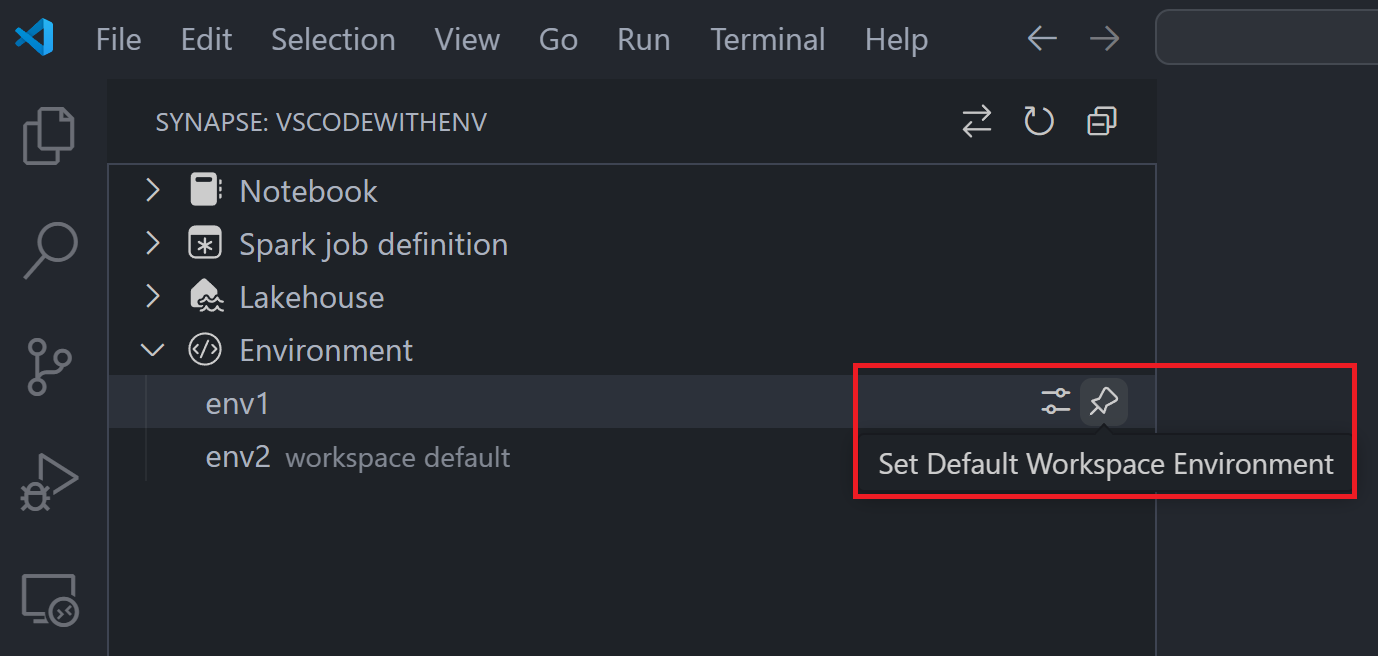 File Edit Selection View Go Run Terminal Help
SYNAPSE: VSCODEWITHENV
Notebook
Spark job definition
Lakehouse
Environment
env1
env2 workspace default
Set Default Workspace Environment